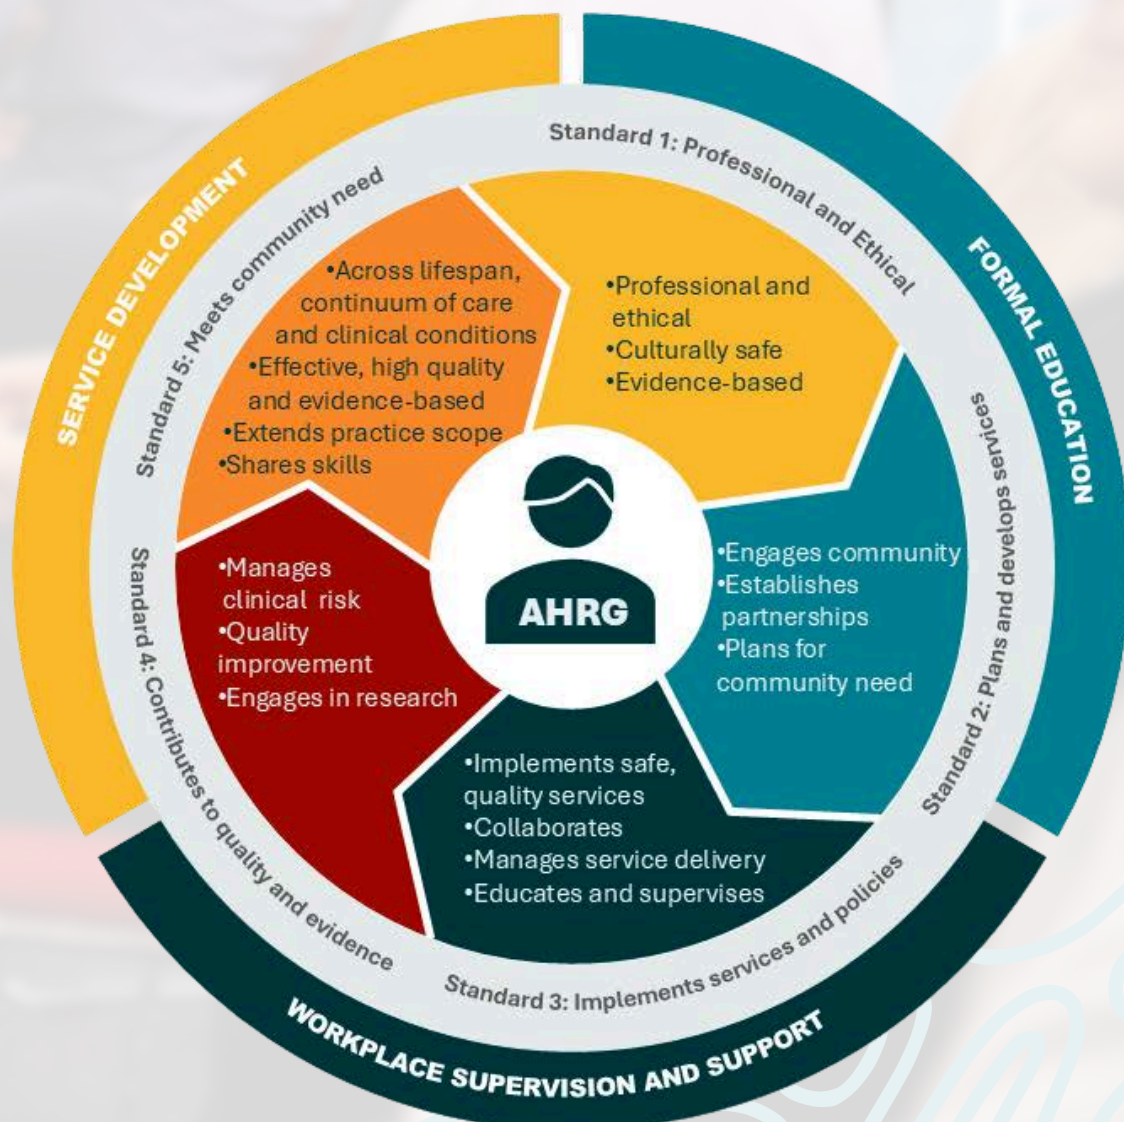 SERVICE DEVELOPMENT
FORMAL EDUCATION
WORKPLACE SUPERVISION AND SUPPORT
Standard 1: Professional and Ethical
•Professional and
ethical
•Culturally safe
•Evidence-based
Standard 2: Plans and develops services
•Engages community
•Establishes
partnerships
•Plans for
community need
Standard 3: Implements services and policies
•Implements safe,
quality services
•Collaborates
•Manages service delivery
•Educates and supervises
Standard 4: Contributes to quality and evidence
•Manages
clinical risk
•Quality
improvement
•Engages in research
Standard 5: Meets community need
•Across lifespan,
continuum of care
and clinical conditions
•Effective, high quality
and evidence-based
•Extends practice scope
•Shares skills
AHRG